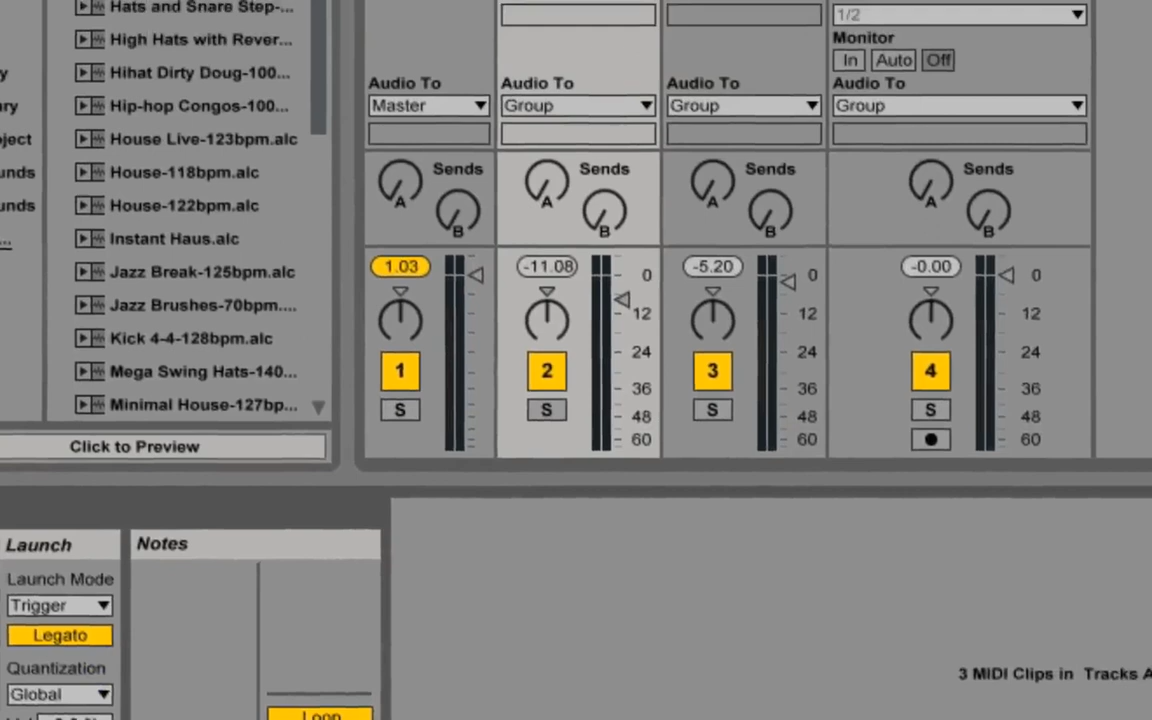 Hats and Snare Step-...
High Hats with Rever...
Hihat Dirty Doug-100...
Hip-hop Congos-100...
House Live-123bpm.alc
House-118bpm.alc
House-122bpm.alc
Instant Haus.alc
Jazz Break-125bpm.alc
Jazz Brushes-70bpm....
Kick 4-4-128bpm.alc
Mega Swing Hats-140...
Minimal House-127bp...
Click to Preview
1/2
Monitor
In Auto Off
Audio To Audio To Audio To Audio To
Master Group Group Group
Sends Sends Sends Sends
A A A A
B B B B
1.03 -11.08 0 -5.20 0 -0.00 0
12 12 12
24 24 24
1 2 3 4
36 36 36
S S S S
48 48 48
60 60 60
Launch
Launch Mode
Trigger
Legato
Quantization
Global
Notes
Loop
3 MIDI Clips in Tracks